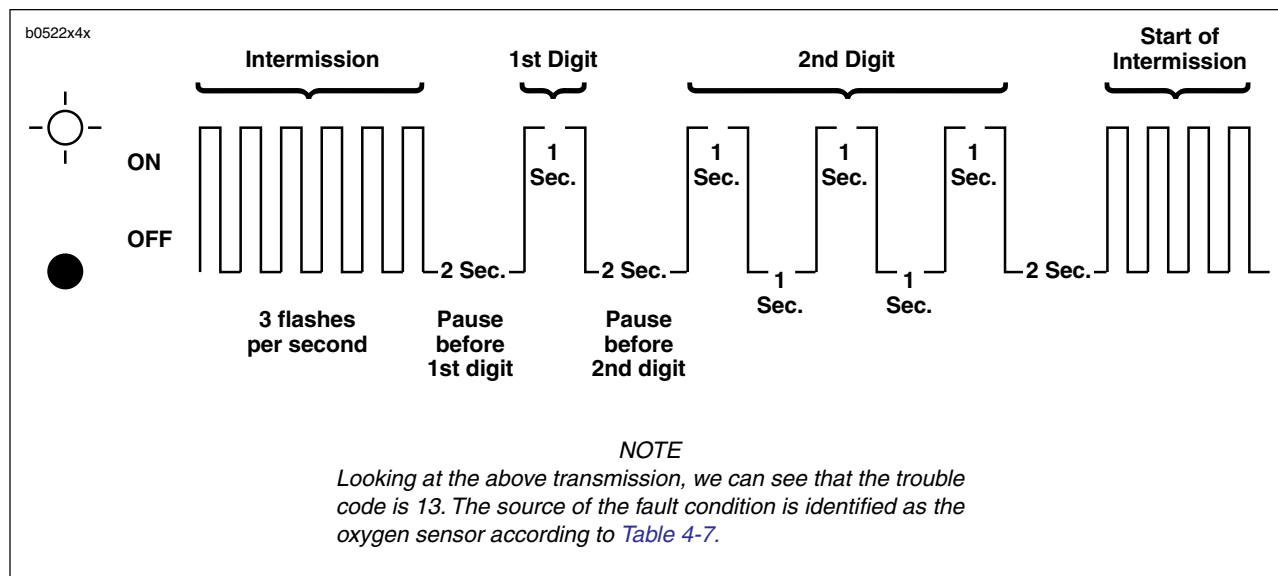 b0522x4x
Intermission
1st Digit
2nd Digit
Start of
Intermission
ON
OFF
1
Sec.
1
Sec.
1
Sec.
1
Sec.
2 Sec.
2 Sec.
1
Sec.
1
Sec.
2 Sec.
3 flashes
per second
Pause
before
1st digit
Pause
before
2nd digit
NOTE
Looking at the above transmission, we can see that the trouble
code is 13. The source of the fault condition is identified as the
oxygen sensor according to Table 4-7.